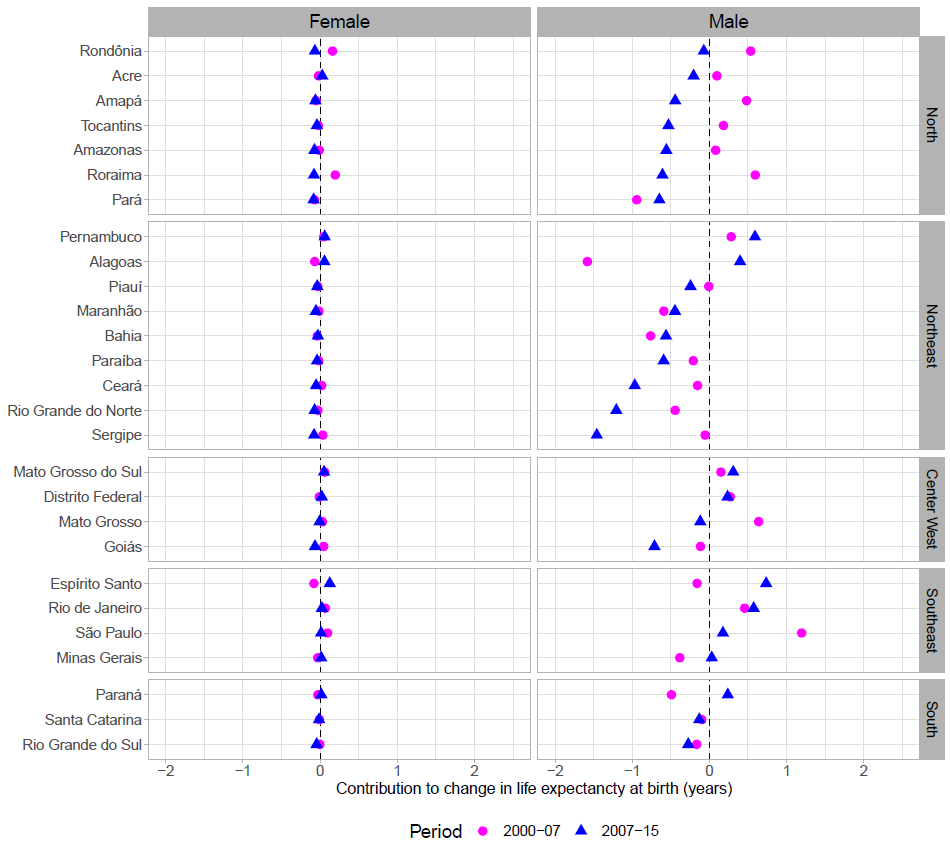 Female Male
Rondônia
Acre
Amapá
Tocantins
Amazonas
Roraima
Pará
North
Pernambuco
Alagoas
Piauí
Maranhão
Bahia
Paraíba
Ceará
Rio Grande do Norte
Sergipe
Northeast
Mato Grosso do Sul
Distrito Federal
Mato Grosso
Goiás
Center West
Espírito Santo
Rio de Janeiro
São Paulo
Minas Gerais
Southeast
Paraná
Santa Catarina
Rio Grande do Sul
South
−2 −1 0 1 2 −2 −1 0 1 2
Contribution to change in life expectantcy at birth (years)
Period 2000−07 2007−15